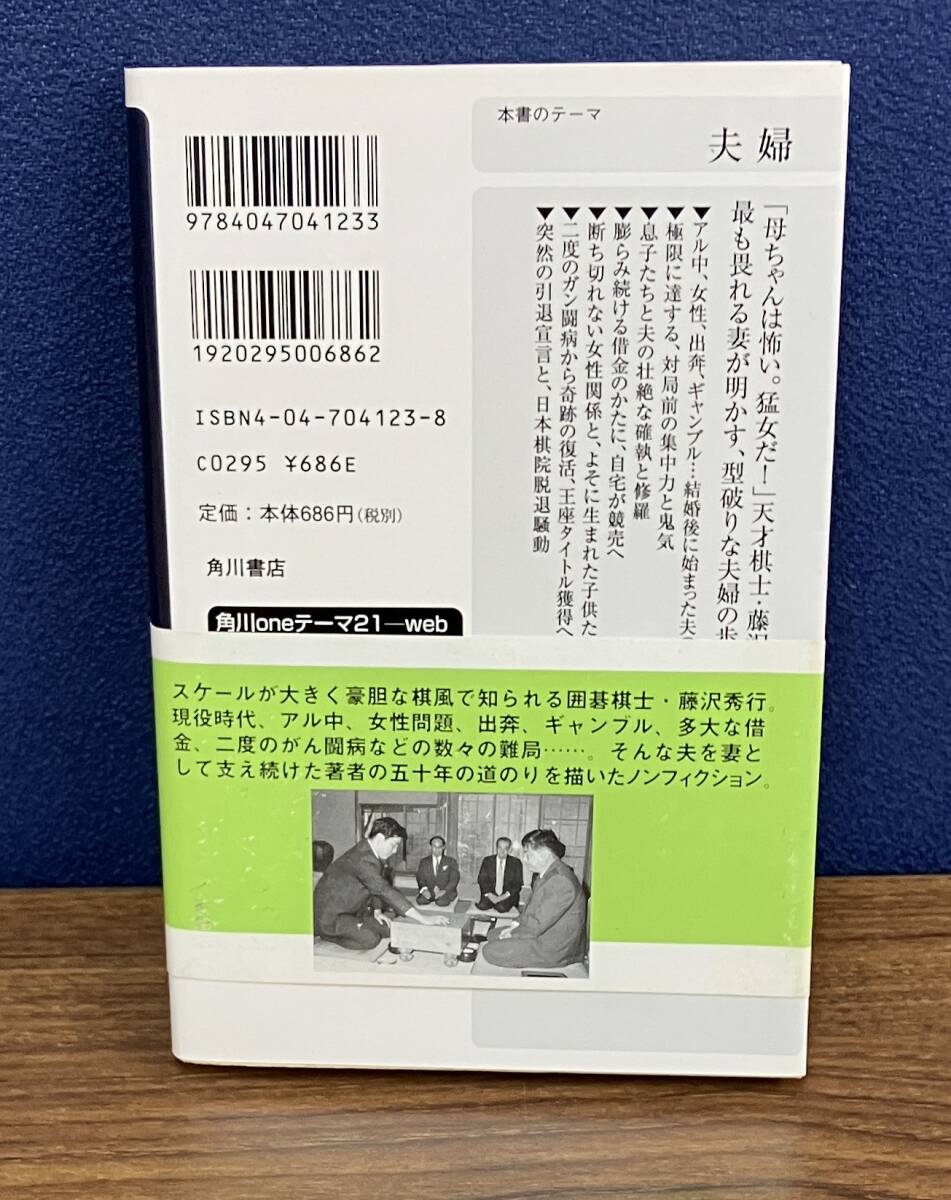 本書のテーマ
夫婦
「母ちゃんは怖い。猛女だ！」天才棋士・藤沢
最も畏れる妻が明かす、型破りな夫婦の歩
▼アル中、女性、出奔、ギャンブル…結婚後に始まった夫の
▼極限に達する、対局前の集中力と鬼気
▼息子たちと夫の壮絶な確執と修羅
▼膨らみ続ける借金のかたに、自宅が競売へ
▼断ち切れない女性関係と、よそに生まれた子供た
▼二度のガン闘病から奇跡の復活、王座タイトル獲得へ
▼突然の引退宣言と、日本棋院脱退騒動
9784047041233
1920295006862
ISBN4-04-704123-8
C0295 ¥686E
定価：本体686円（税別）
角川書店
角川oneテーマ21―web
スケールが大きく豪胆な棋風で知られる囲碁棋士・藤沢秀行。
現役時代、アル中、女性問題、出奔、ギャンブル、多大な借
金、二度のがん闘病などの数々の難局……。そんな夫を妻と
して支え続けた著者の五十年の道のりを描いたノンフィクション。